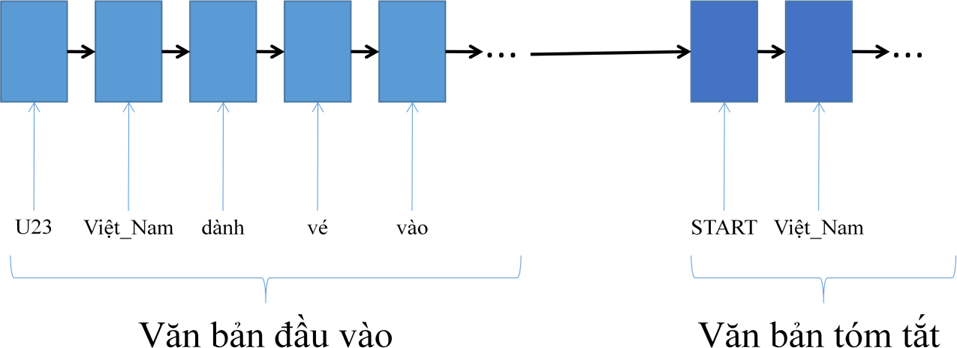 ... ...
U23 Việt_Nam dành vé vào START Việt_Nam
Văn bản đầu vào Văn bản tóm tắt